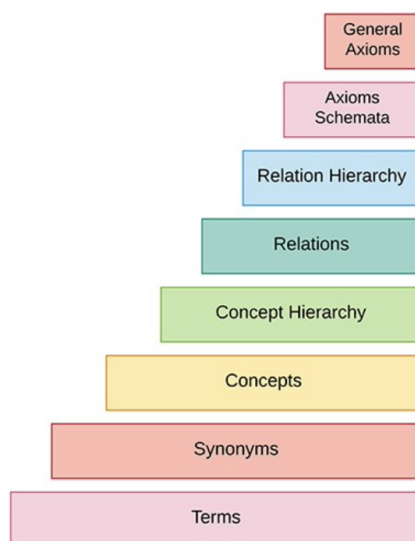 General
Axioms
Axioms
Schemata
Relation Hierarchy
Relations
Concept Hierarchy
Concepts
Synonyms
Terms